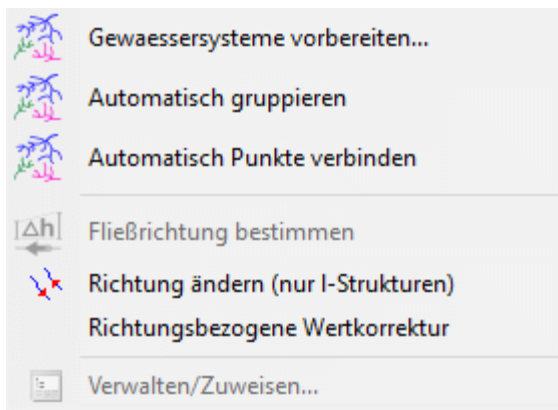 Gewaessersysteme vorbereiten...
Automatisch gruppieren
Automatisch Punkte verbinden
Δh
Fließrichtung bestimmen
Richtung ändern (nur I-Strukturen)
Richtungsbezogene Wertkorrektur
Verwalten/Zuweisen...